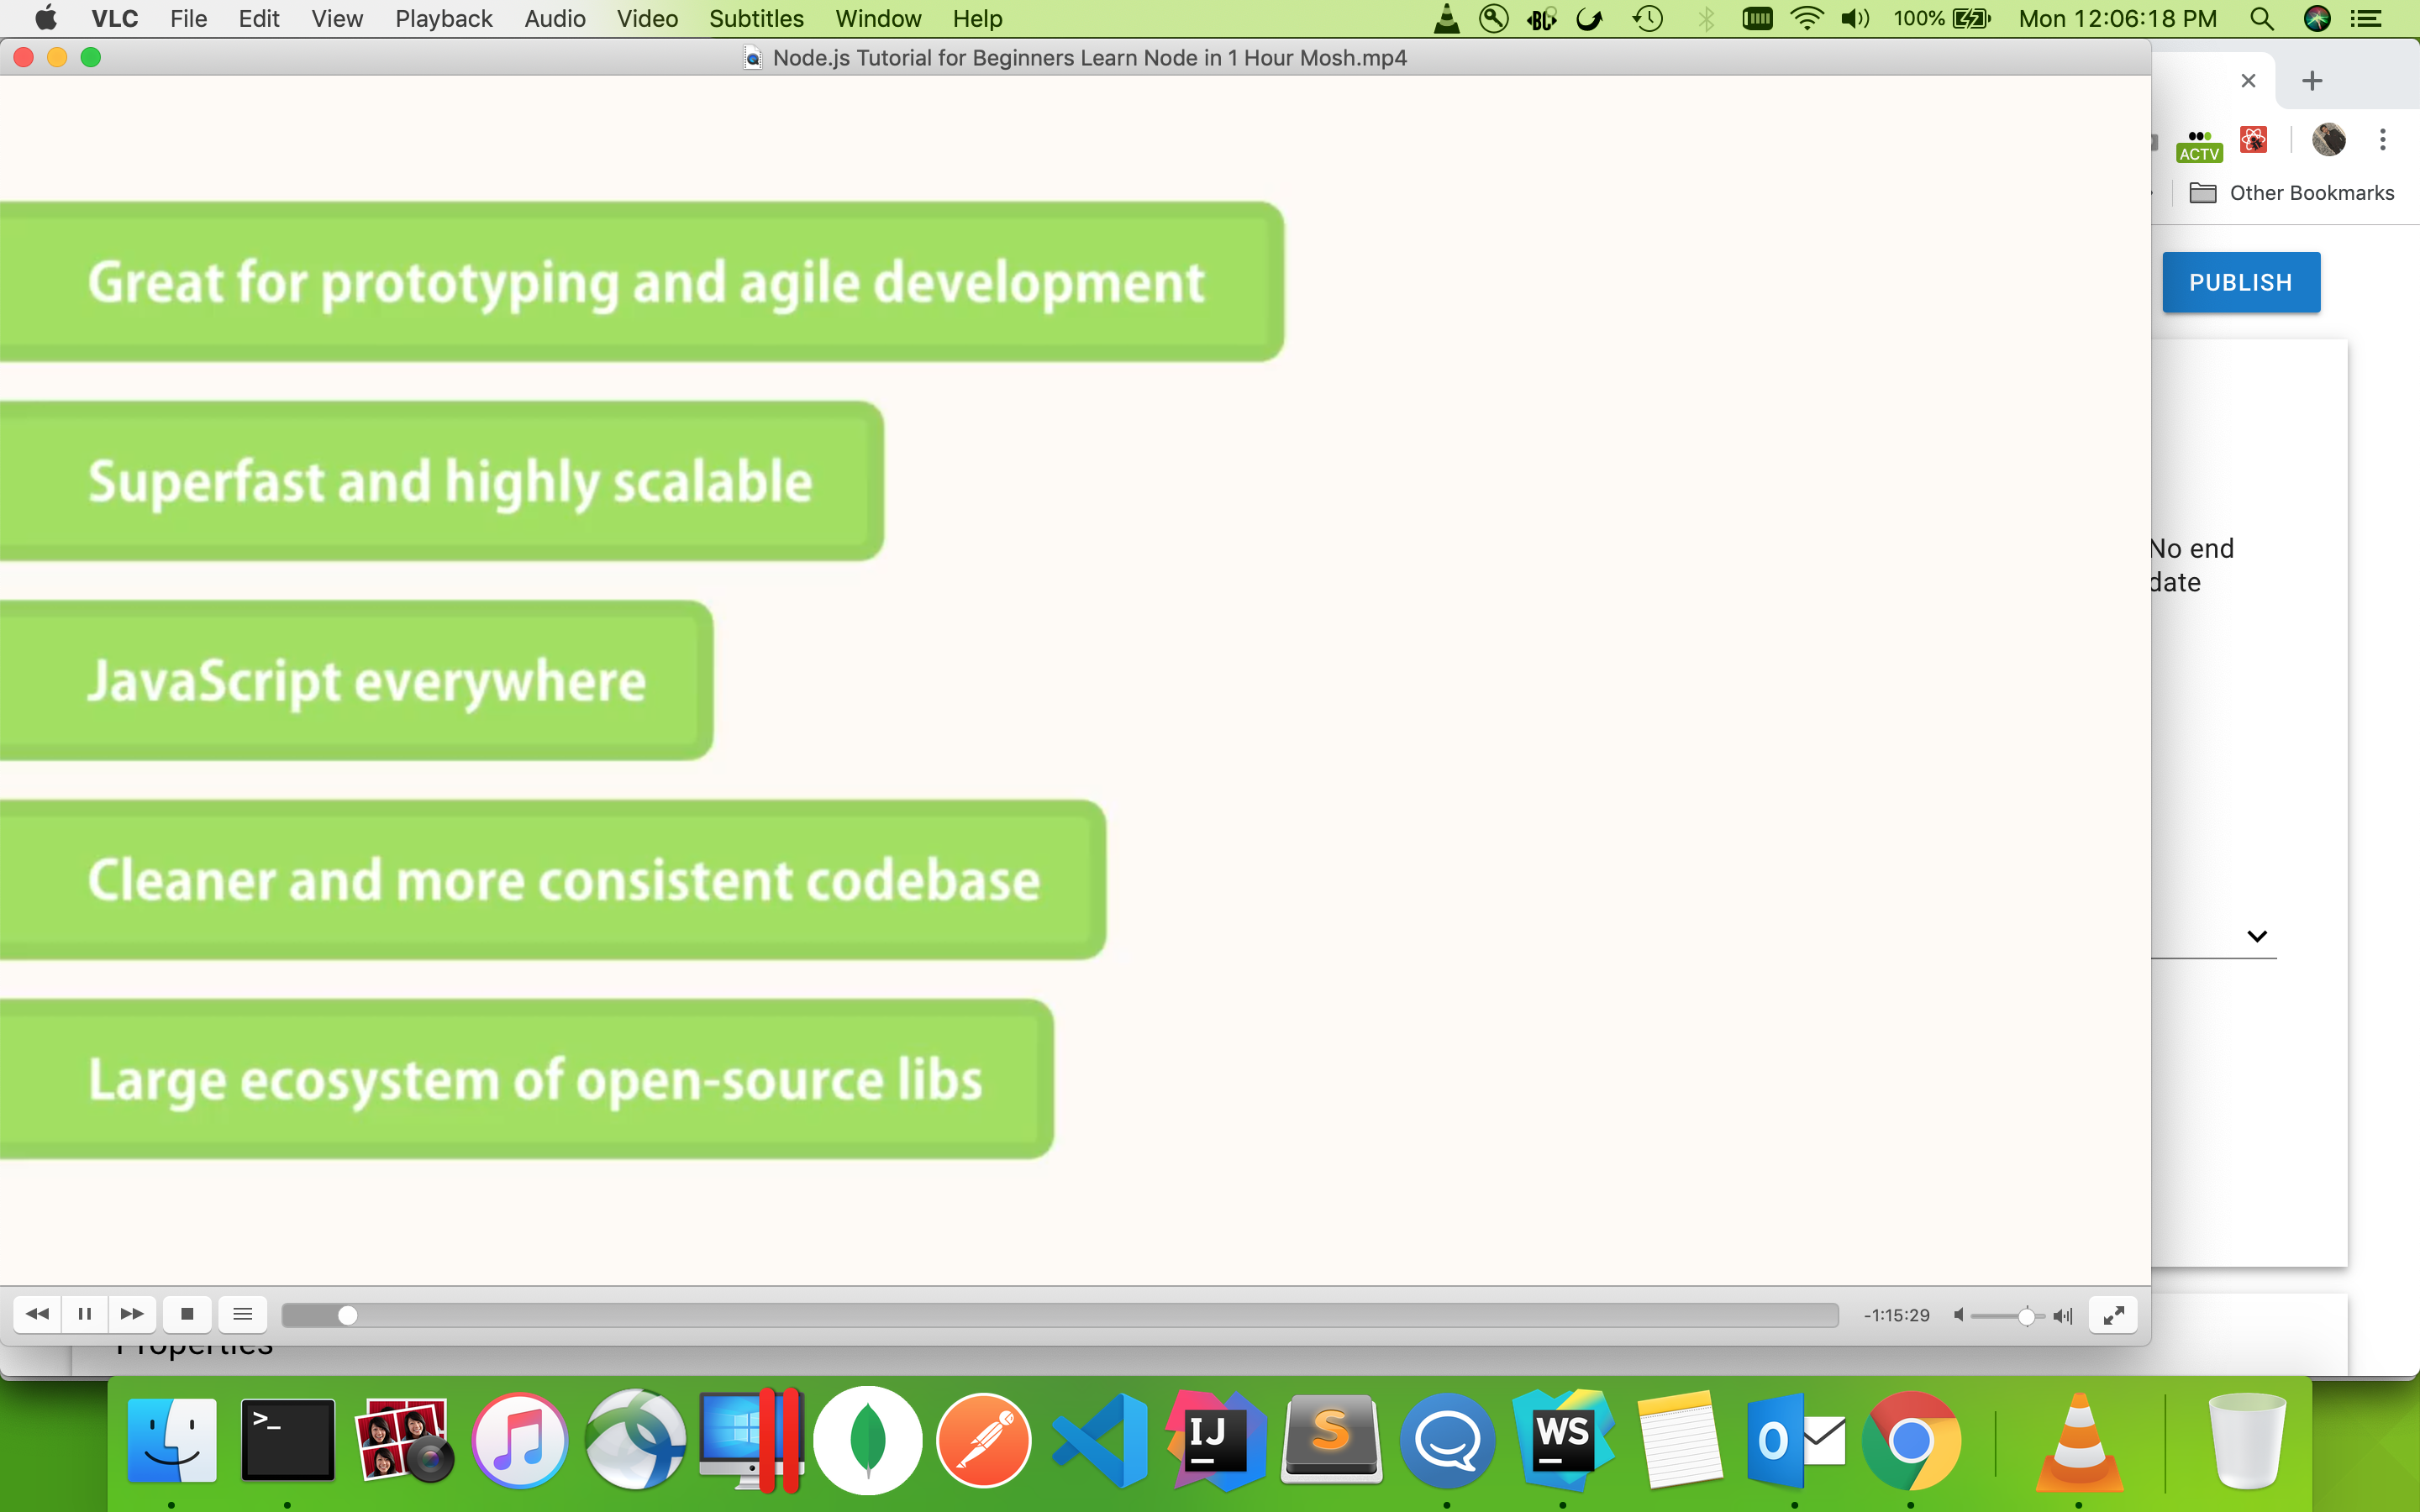 VLC File Edit View Playback Audio Video Subtitles Window Help 100% Mon 12:06:18 PM
Node.js Tutorial for Beginners Learn Node in 1 Hour Mosh.mp4
ACTV
Other Bookmarks
PUBLISH
Great for prototyping and agile development
Superfast and highly scalable
No end
date
JavaScript everywhere
Cleaner and more consistent codebase
Large ecosystem of open-source libs
-1:15:29
Properties
>_
IJ
S
WS
O